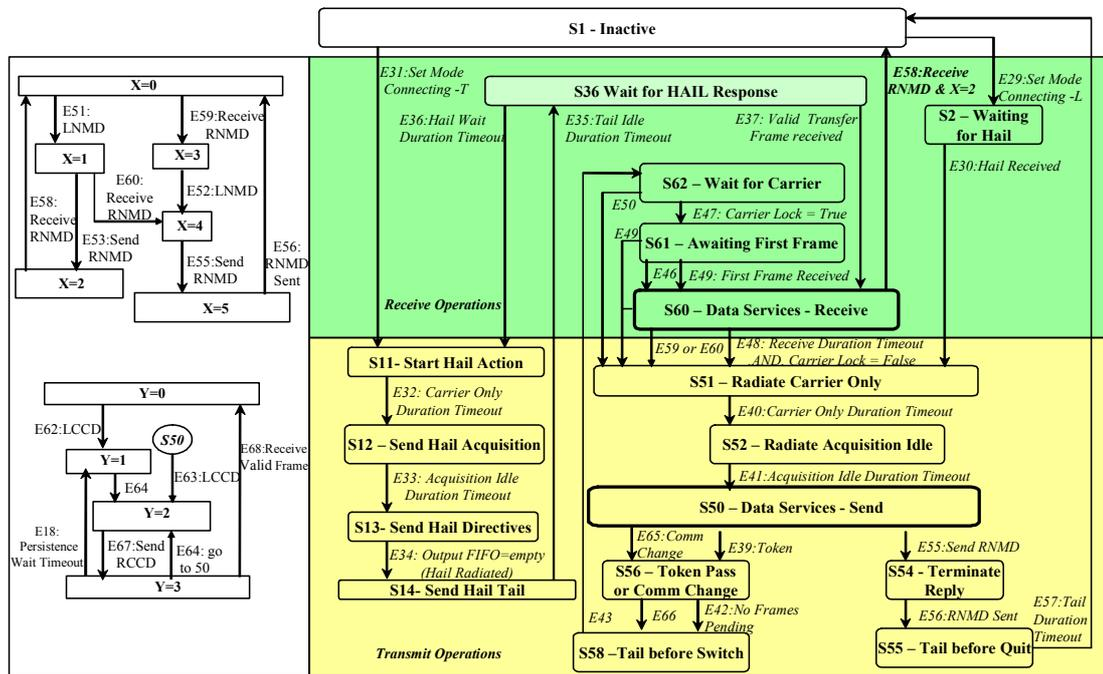 S1 - Inactive
X=0
E51:
LNMD
E59:Receive
RNMD
X=1
X=3
E60:
Receive
RNMD
E52:LNMD
E58:
Receive
RNMD
X=4
E53:Send
RNMD
E55:Send
RNMD
E56:
RNMD
Sent
X=2
X=5
Y=0
E62:LCCD
S50
E68:Receive
Valid Frame
Y=1
E64
E63:LCCD
Y=2
E18:
Persistence
Wait Timeout
E67:Send
RCCD
E64: go
to 50
Y=3
E31:Set Mode
Connecting -T
S36 Wait for HAIL Response
E58:Receive
RNMD & X=2
E29:Set Mode
Connecting -L
E36:Hail Wait
Duration Timeout
E35:Tail Idle
Duration Timeout
E37: Valid Transfer
Frame received
S2 – Waiting
for Hail
E30:Hail Received
S62 – Wait for Carrier
E50
E47: Carrier Lock = True
E49
S61 – Awaiting First Frame
E46
E49: First Frame Received
Receive Operations
S60 – Data Services - Receive
E59 or E60
E48: Receive Duration Timeout
.AND. Carrier Lock = False
S11- Start Hail Action
S51 – Radiate Carrier Only
E32: Carrier Only
Duration Timeout
E40:Carrier Only Duration Timeout
S12 – Send Hail Acquisition
S52 – Radiate Acquisition Idle
E33: Acquisition Idle
Duration Timeout
E41:Acquisition Idle Duration Timeout
S13- Send Hail Directives
S50 – Data Services - Send
E34: Output FIFO=empty
(Hail Radiated)
E65:Comm
Change
E39:Token
E55:Send RNMD
S14- Send Hail Tail
S56 – Token Pass
or Comm Change
S54 - Terminate
Reply
E43
E66
E42:No Frames
Pending
E56:RNMD Sent
E57:Tail
Duration
Timeout
Transmit Operations
S58 –Tail before Switch
S55 – Tail before Quit